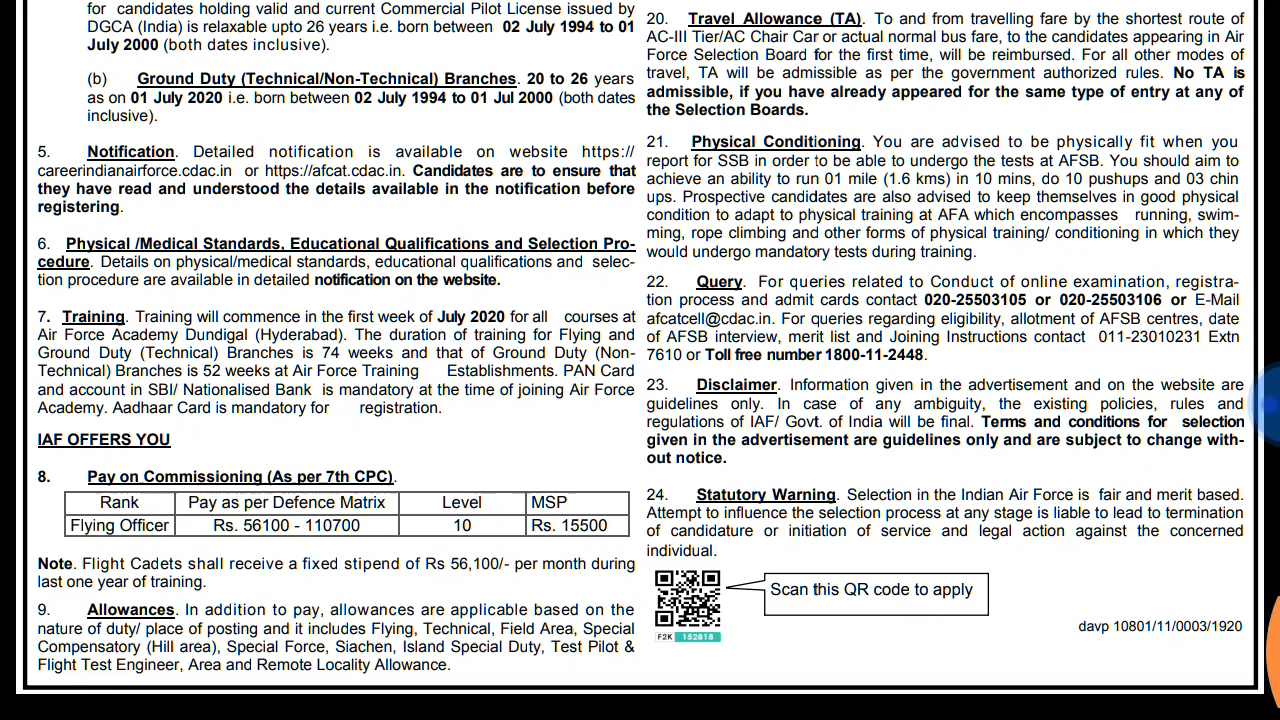 for candidates holding valid and current Commercial Pilot License issued by
DGCA (India) is relaxable upto 26 years i.e. born between 02 July 1994 to 01
July 2000 (both dates inclusive).
(b) Ground Duty (Technical/Non-Technical) Branches. 20 to 26 years
as on 01 July 2020 i.e. born between 02 July 1994 to 01 Jul 2000 (both dates
inclusive).
5. Notification. Detailed notification is available on website https://
careerindianairforce.cdac.in or https://afcat.cdac.in. Candidates are to ensure that
they have read and understood the details available in the notification before
registering.
6. Physical /Medical Standards, Educational Qualifications and Selection Pro-
cedure. Details on physical/medical standards, educational qualifications and selec-
tion procedure are available in detailed notification on the website.
7. Training. Training will commence in the first week of July 2020 for all courses at
Air Force Academy Dundigal (Hyderabad). The duration of training for Flying and
Ground Duty (Technical) Branches is 74 weeks and that of Ground Duty (Non-
Technical) Branches is 52 weeks at Air Force Training Establishments. PAN Card
and account in SBI/ Nationalised Bank is mandatory at the time of joining Air Force
Academy. Aadhaar Card is mandatory for registration.
IAF OFFERS YOU
8. Pay on Commissioning (As per 7th CPC).
Rank Pay as per Defence Matrix Level MSP
Flying Officer Rs. 56100 - 110700 10 Rs. 15500
Note. Flight Cadets shall receive a fixed stipend of Rs 56,100/- per month during
last one year of training.
9. Allowances. In addition to pay, allowances are applicable based on the
nature of duty/ place of posting and it includes Flying, Technical, Field Area, Special
Compensatory (Hill area), Special Force, Siachen, Island Special Duty, Test Pilot &
Flight Test Engineer, Area and Remote Locality Allowance.
20. Travel Allowance (TA). To and from travelling fare by the shortest route of
AC-III Tier/AC Chair Car or actual normal bus fare, to the candidates appearing in Air
Force Selection Board for the first time, will be reimbursed. For all other modes of
travel, TA will be admissible as per the government authorized rules. No TA is
admissible, if you have already appeared for the same type of entry at any of
the Selection Boards.
21. Physical Conditioning. You are advised to be physically fit when you
report for SSB in order to be able to undergo the tests at AFSB. You should aim to
achieve an ability to run 01 mile (1.6 kms) in 10 mins, do 10 pushups and 03 chin
ups. Prospective candidates are also advised to keep themselves in good physical
condition to adapt to physical training at AFA which encompasses running, swim-
ming, rope climbing and other forms of physical training/ conditioning in which they
would undergo mandatory tests during training.
22. Query. For queries related to Conduct of online examination, registra-
tion process and admit cards contact 020-25503105 or 020-25503106 or E-Mail
afcatcell@cdac.in. For queries regarding eligibility, allotment of AFSB centres, date
of AFSB interview, merit list and Joining Instructions contact 011-23010231 Extn
7610 or Toll free number 1800-11-2448.
23. Disclaimer. Information given in the advertisement and on the website are
guidelines only. In case of any ambiguity, the existing policies, rules and
regulations of IAF/ Govt. of India will be final. Terms and conditions for selection
given in the advertisement are guidelines only and are subject to change with-
out notice.
24. Statutory Warning. Selection in the Indian Air Force is fair and merit based.
Attempt to influence the selection process at any stage is liable to lead to termination
of candidature or initiation of service and legal action against the concerned
individual.
Scan this QR code to apply
F2K 152818
davp 10801/11/0003/1920